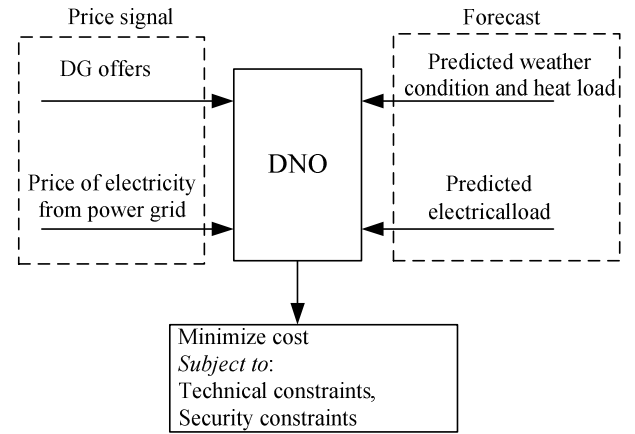 Price signal
DG offers
Price of electricity
from power grid
DNO
Forecast
Predicted weather
condition and heat load
Predicted
electricalload
Minimize cost
Subject to:
Technical constraints,
Security constraints